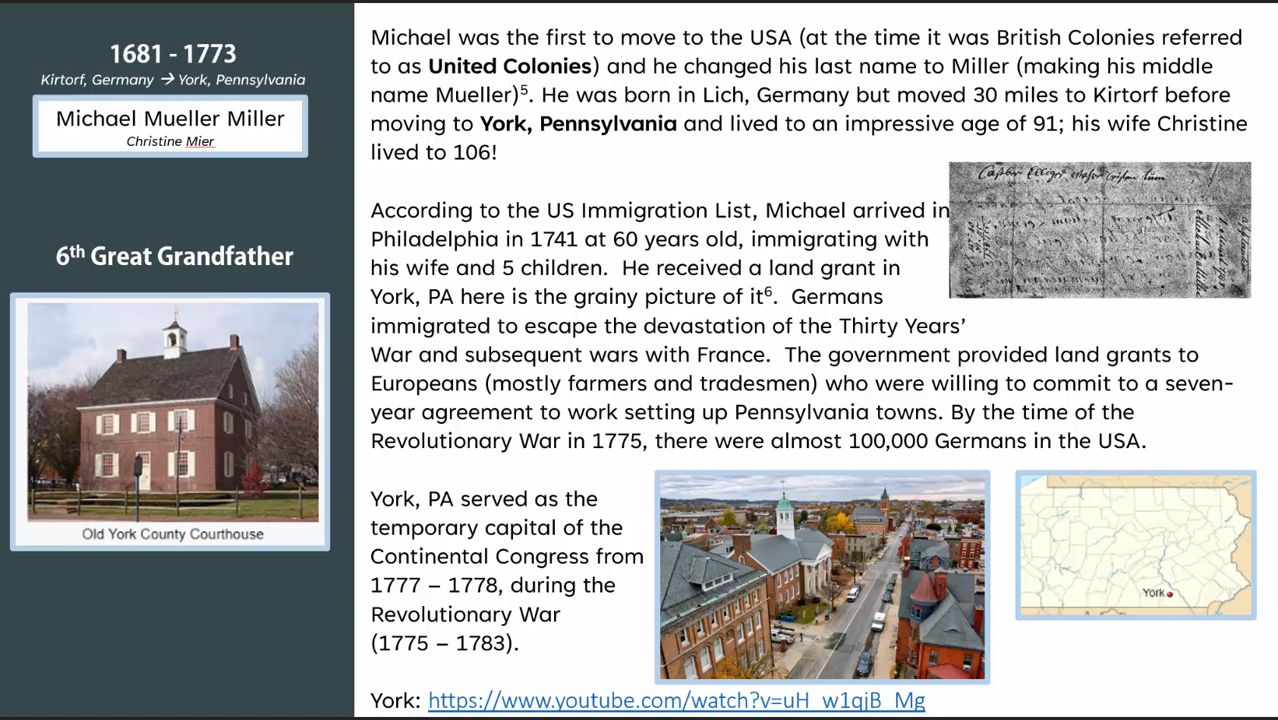 1681 - 1773
Kirtorf, Germany → York, Pennsylvania
Michael Mueller Miller
Christine Mier
6th Great Grandfather
Old York County Courthouse
Michael was the first to move to the USA (at the time it was British Colonies referred
to as United Colonies) and he changed his last name to Miller (making his middle
name Mueller)5. He was born in Lich, Germany but moved 30 miles to Kirtorf before
moving to York, Pennsylvania and lived to an impressive age of 91; his wife Christine
lived to 106!
According to the US Immigration List, Michael arrived in
Philadelphia in 1741 at 60 years old, immigrating with
his wife and 5 children. He received a land grant in
York, PA here is the grainy picture of it6. Germans
immigrated to escape the devastation of the Thirty Years'
War and subsequent wars with France. The government provided land grants to
Europeans (mostly farmers and tradesmen) who were willing to commit to a seven-
year agreement to work setting up Pennsylvania towns. By the time of the
Revolutionary War in 1775, there were almost 100,000 Germans in the USA.
York, PA served as the
temporary capital of the
Continental Congress from
1777 – 1778, during the
Revolutionary War
(1775 – 1783).
York
York: https://www.youtube.com/watch?v=uH_w1qjB_Mg